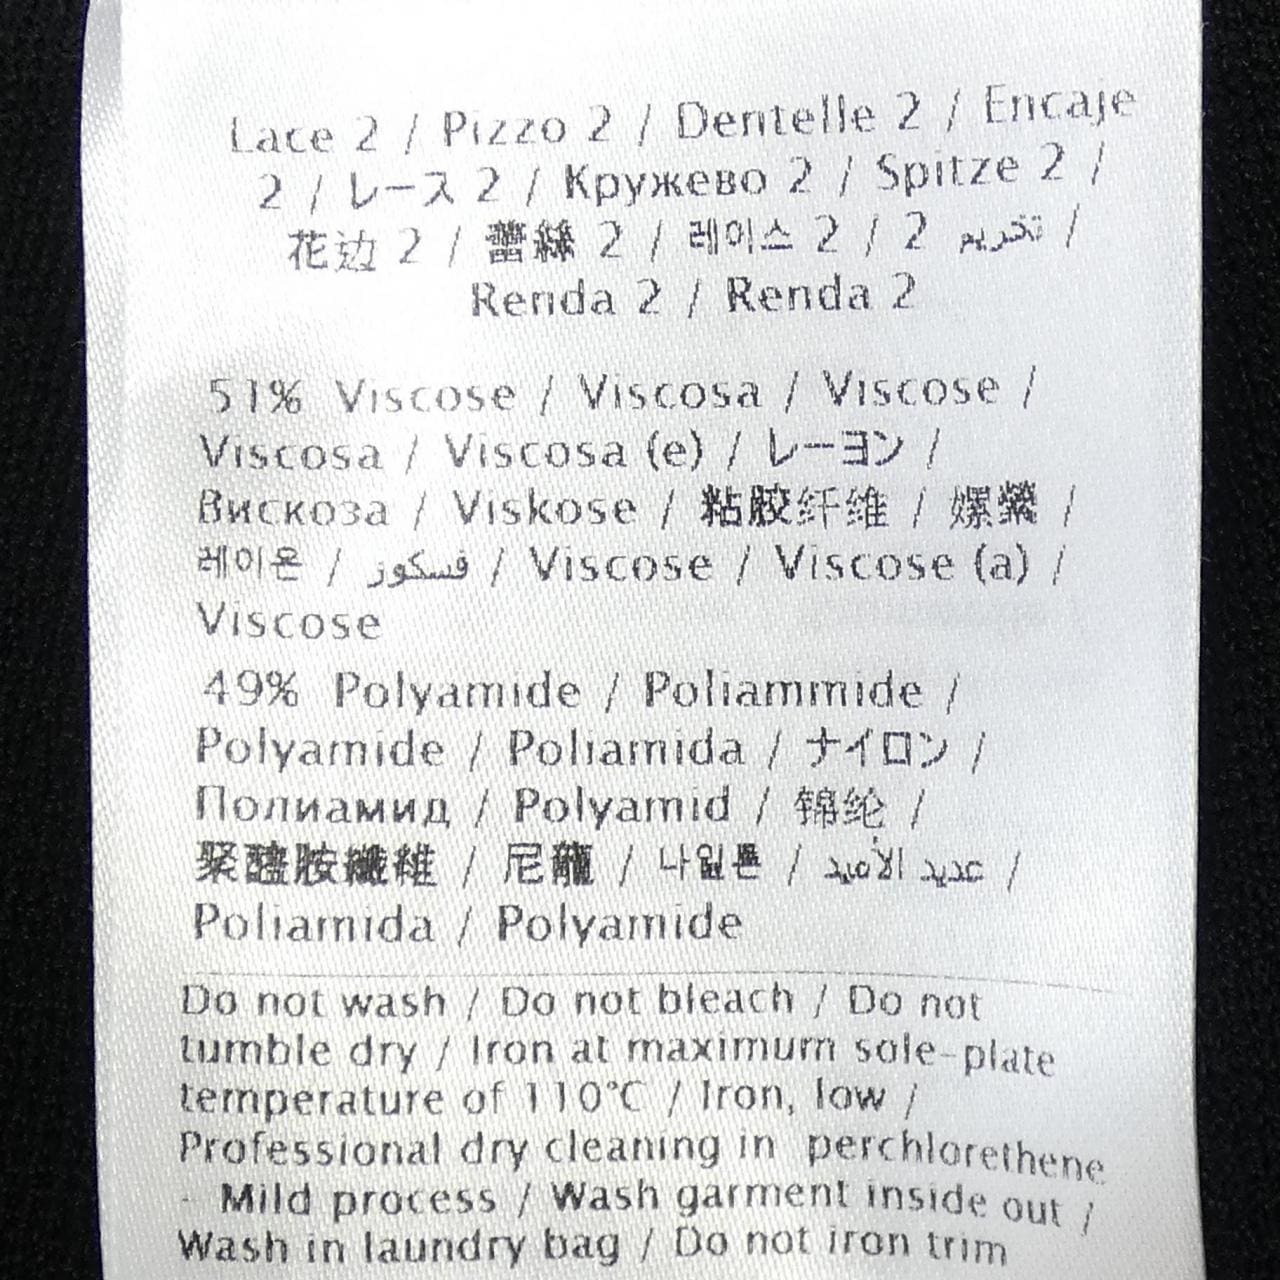 Lace 2 / Pizzo 2 / Dentelle 2 / Encaje
2 / レース 2 / Кружево 2 / Spitze 2 /
花边 2 / 蕾絲 2 / 레이스 2 / 2 تخريم /
Renda 2 / Renda 2
51% Viscose / Viscosa / Viscose /
Viscosa / Viscosa (e) / レーヨン /
Вискоза / Viskose / 粘胶纤维 / 嫘縈 /
레이온 / فسكوز / Viscose / Viscose (a) /
Viscose
49% Polyamide / Poliammide /
Polyamide / Poliamida / ナイロン /
Полиамид / Polyamid / 锦纶 /
聚醯胺纖維 / 尼龍 / 나일론 / عديد الأميد /
Poliamida / Polyamide
Do not wash / Do not bleach / Do not
tumble dry / Iron at maximum sole-plate
temperature of 110°C / Iron, low /
Professional dry cleaning in perchlorethene
- Mild process / Wash garment inside out /
Wash in laundry bag / Do not iron trim